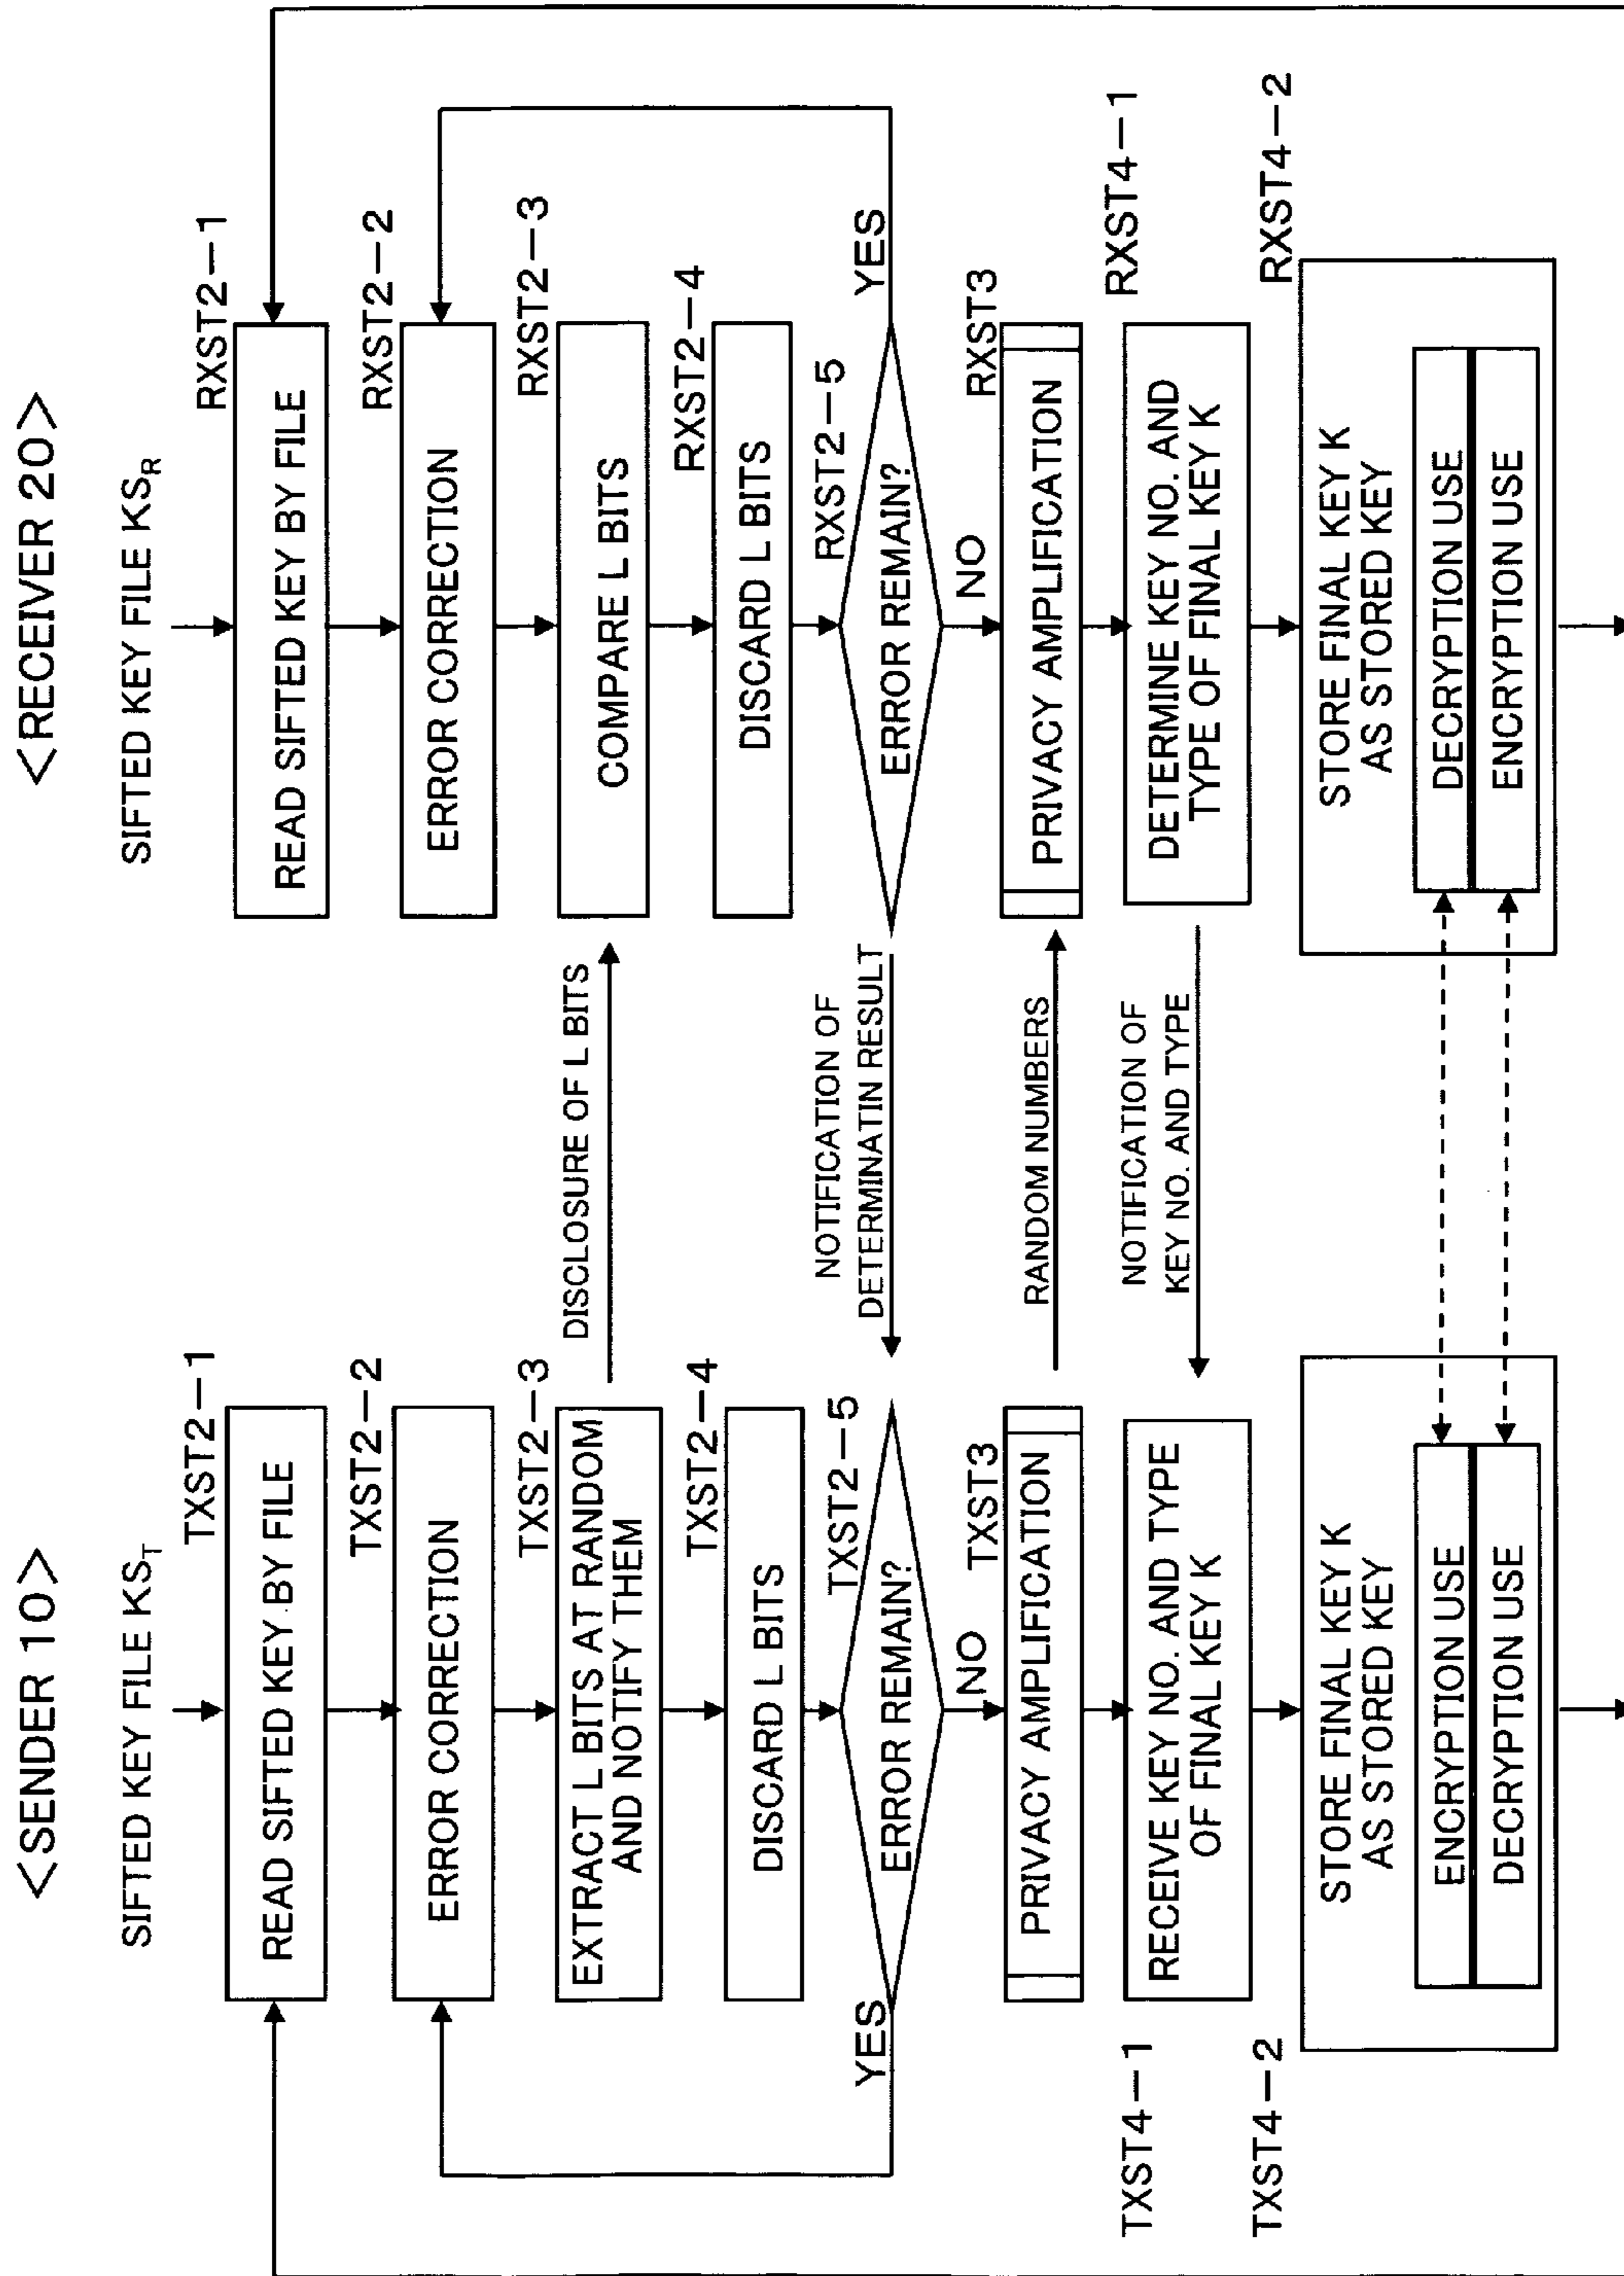 <SENDER 10>
SIFTED KEY FILE KST
TXST2-1
READ SIFTED KEY BY FILE
TXST2-2
ERROR CORRECTION
TXST2-3
EXTRACT L BITS AT RANDOM
AND NOTIFY THEM
TXST2-4
DISCARD L BITS
TXST2-5
ERROR REMAIN?
YES
NO
TXST3
PRIVACY AMPLIFICATION
TXST4-1
RECEIVE KEY NO. AND TYPE
OF FINAL KEY K
TXST4-2
STORE FINAL KEY K
AS STORED KEY
ENCRYPTION USE
DECRYPTION USE
DISCLOSURE OF L BITS
NOTIFICATION OF
DETERMINATIN RESULT
RANDOM NUMBERS
NOTIFICATION OF
KEY NO. AND TYPE
<RECEIVER 20>
SIFTED KEY FILE KSR
RXST2-1
READ SIFTED KEY BY FILE
RXST2-2
ERROR CORRECTION
RXST2-3
COMPARE L BITS
RXST2-4
DISCARD L BITS
RXST2-5
ERROR REMAIN?
YES
NO
RXST3
PRIVACY AMPLIFICATION
RXST4-1
DETERMINE KEY NO. AND
TYPE OF FINAL KEY K
RXST4-2
STORE FINAL KEY K
AS STORED KEY
DECRYPTION USE
ENCRYPTION USE